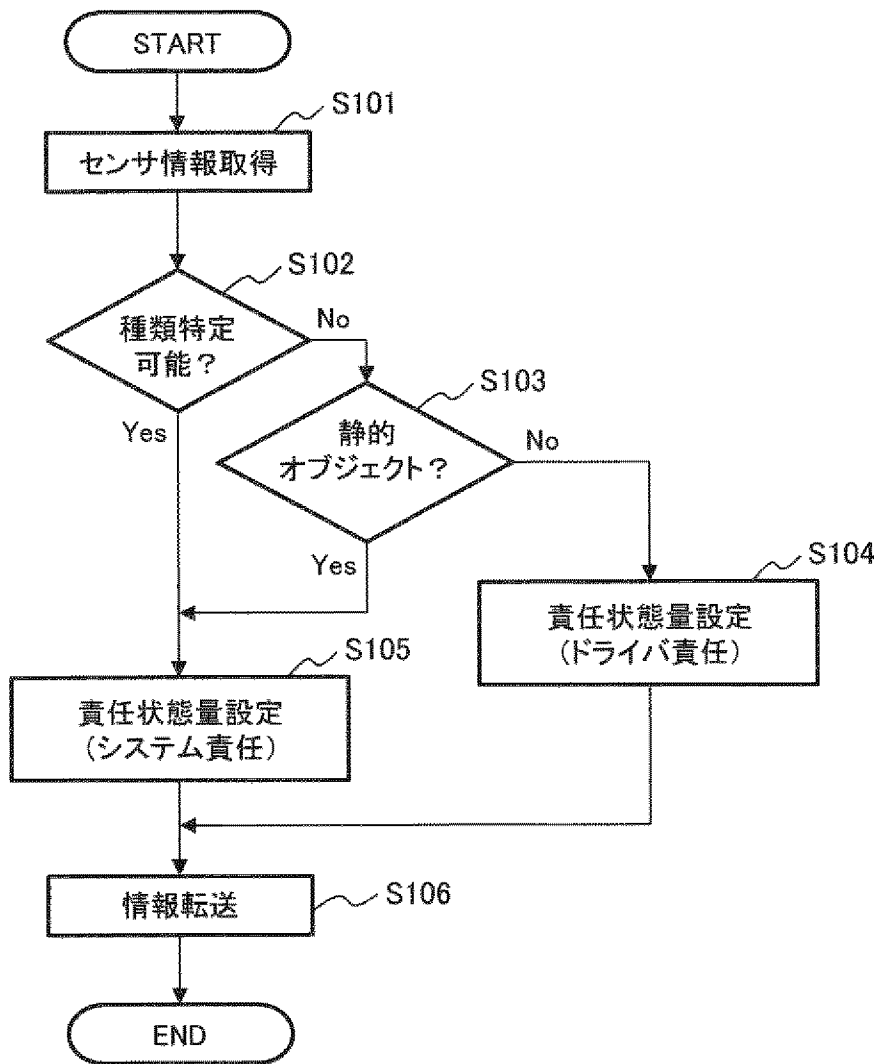 START
S101
センサ情報取得
S102
種類特定
可能？
No
Yes
S103
静的
オブジェクト？
No
Yes
S104
責任状態量設定
（ドライバ責任）
S105
責任状態量設定
（システム責任）
情報転送
S106
END